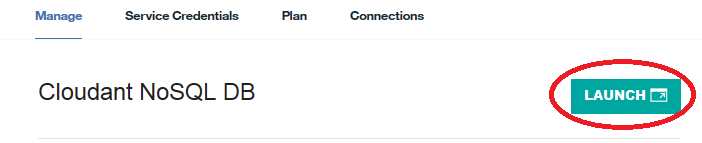 Manage Service Credentials Plan Connections
Cloudant NoSQL DB
LAUNCH